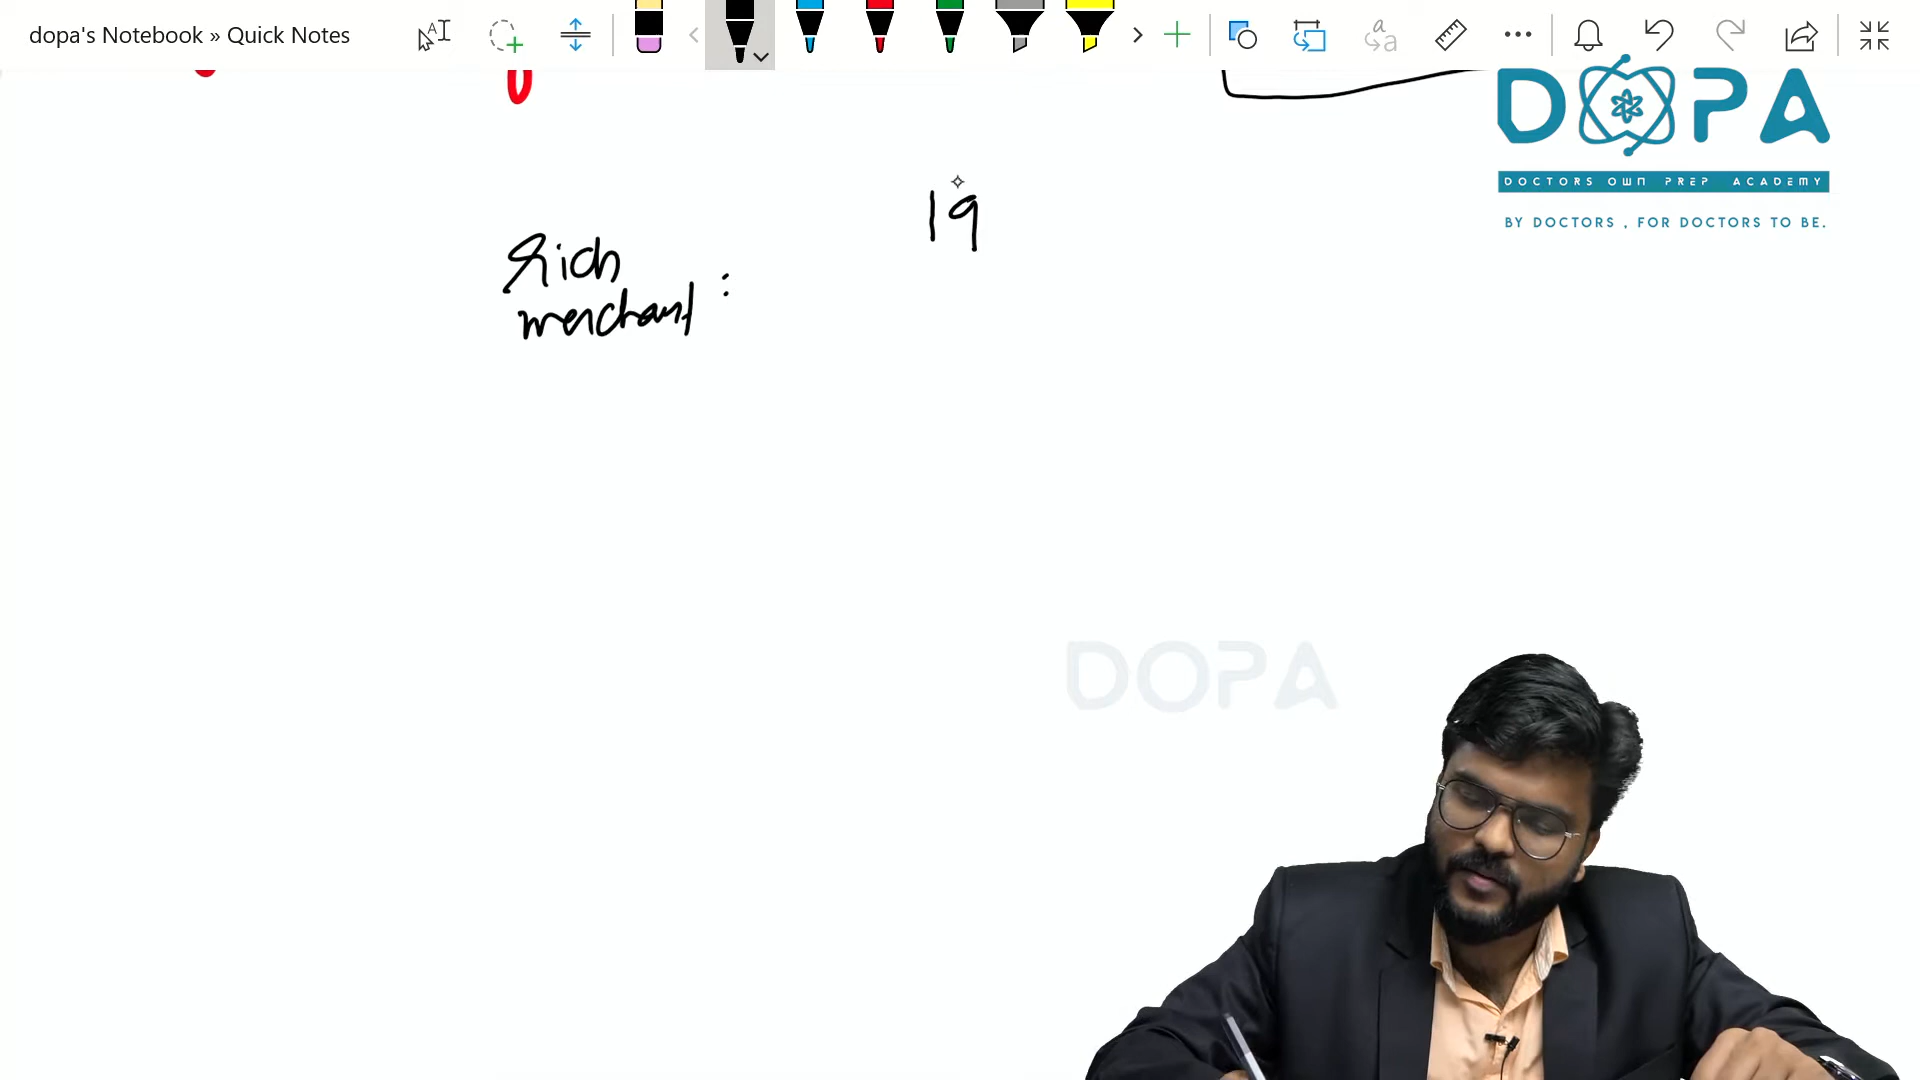 dopa's Notebook » Quick Notes
DOPA
DOCTORS OWN PREP ACADEMY
BY DOCTORS , FOR DOCTORS TO BE.
19
Rich
merchant :
DOPA